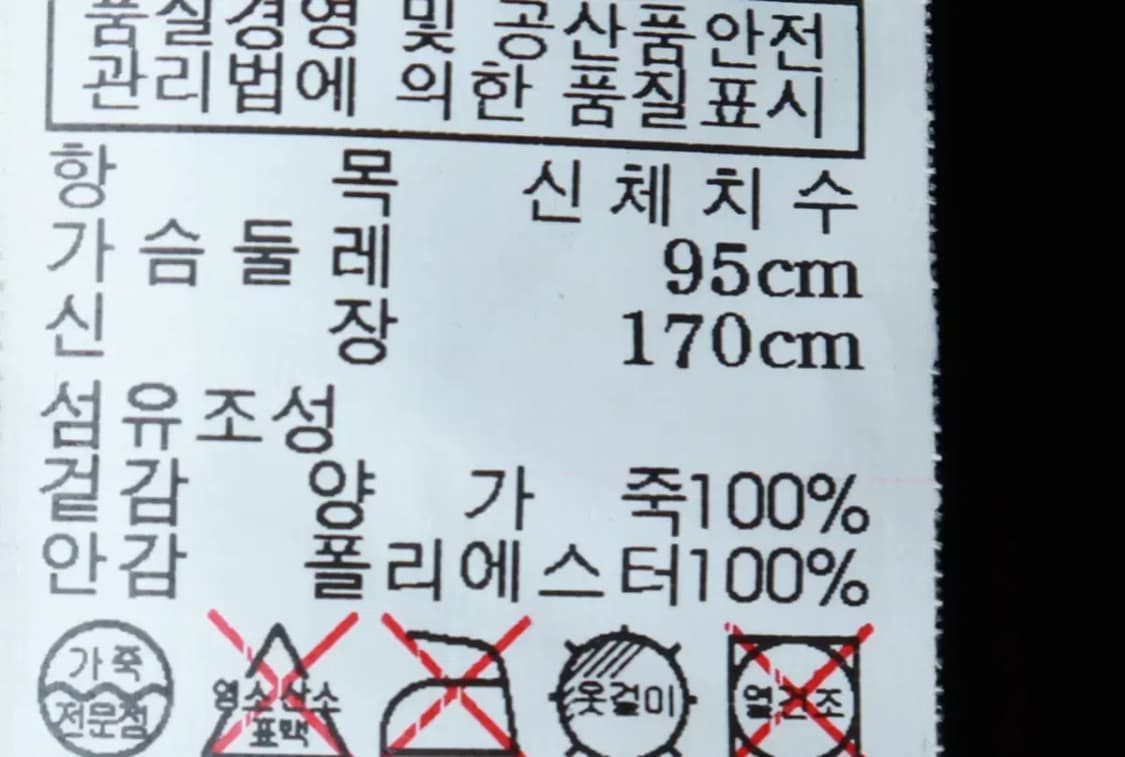 품질경영 및 공산품안전
관리법에 의한 품질표시
항 목 신체치수
가슴둘레 95cm
신 장 170cm
섬유조성
겉감 양 가 죽100%
안감 폴리에스터100%
가죽
전문점
염소 산소
표백
옷걸이
열건조